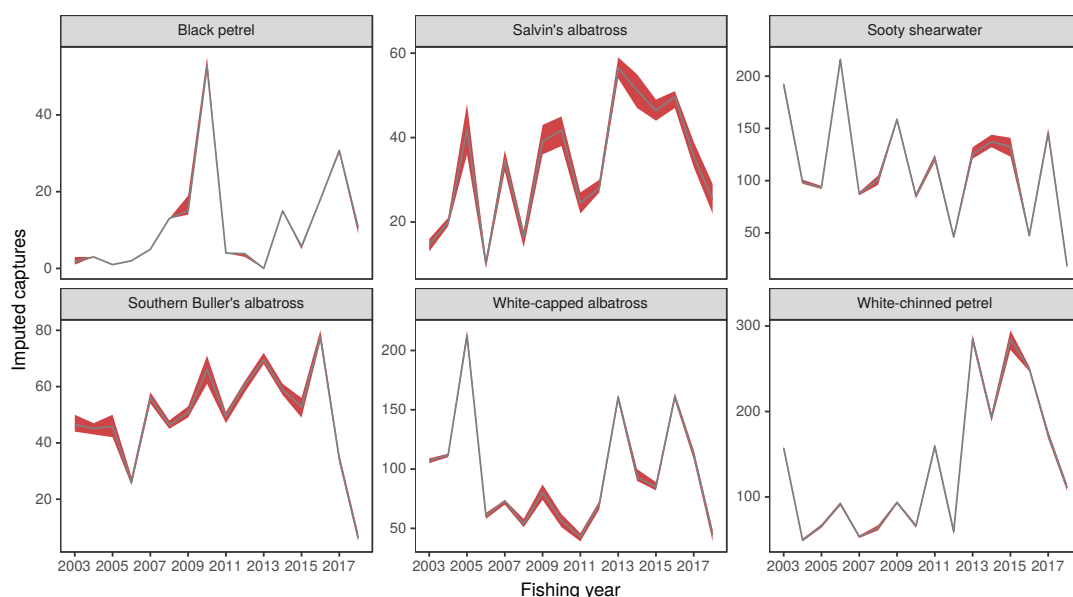 Black petrel
Salvin's albatross
Sooty shearwater
40
20
0
60
40
20
200
150
100
50
Imputed captures
Southern Buller's albatross
White-capped albatross
White-chinned petrel
80
60
40
20
200
150
100
50
300
200
100
2003 2005 2007 2009 2011 2013 2015 2017
2003 2005 2007 2009 2011 2013 2015 2017
2003 2005 2007 2009 2011 2013 2015 2017
Fishing year